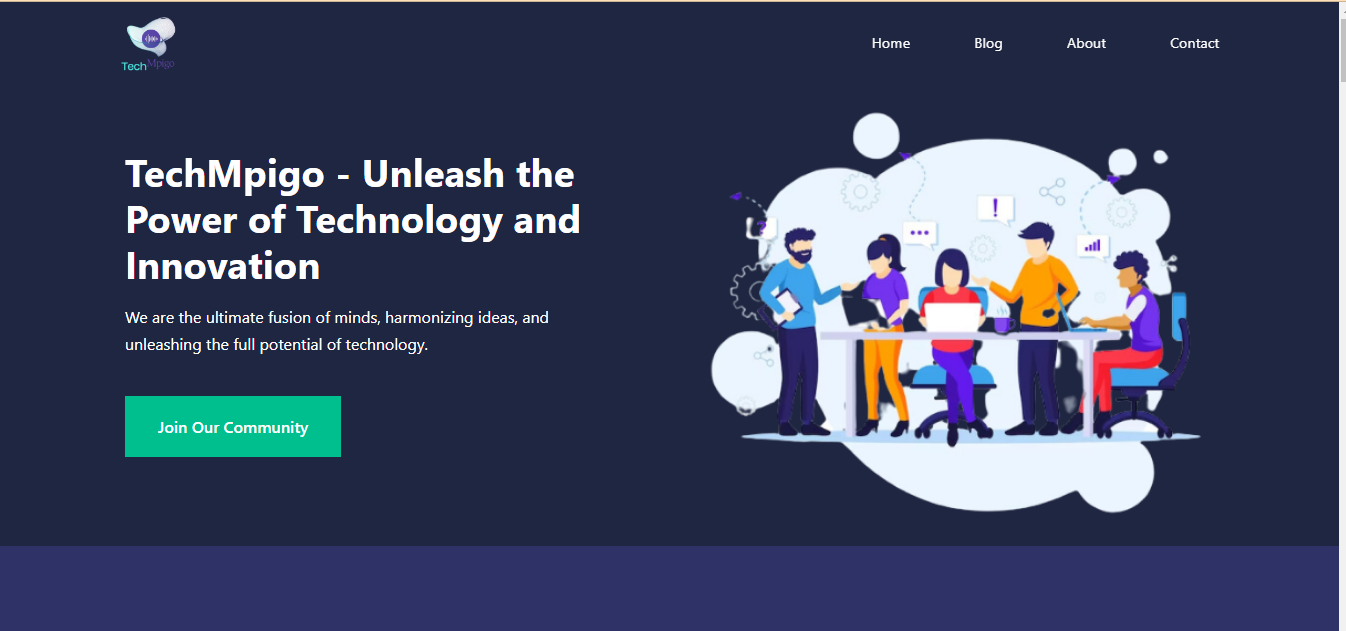 TechMpigo
Home Blog About Contact
TechMpigo - Unleash the
Power of Technology and
Innovation
We are the ultimate fusion of minds, harmonizing ideas, and
unleashing the full potential of technology.
Join Our Community